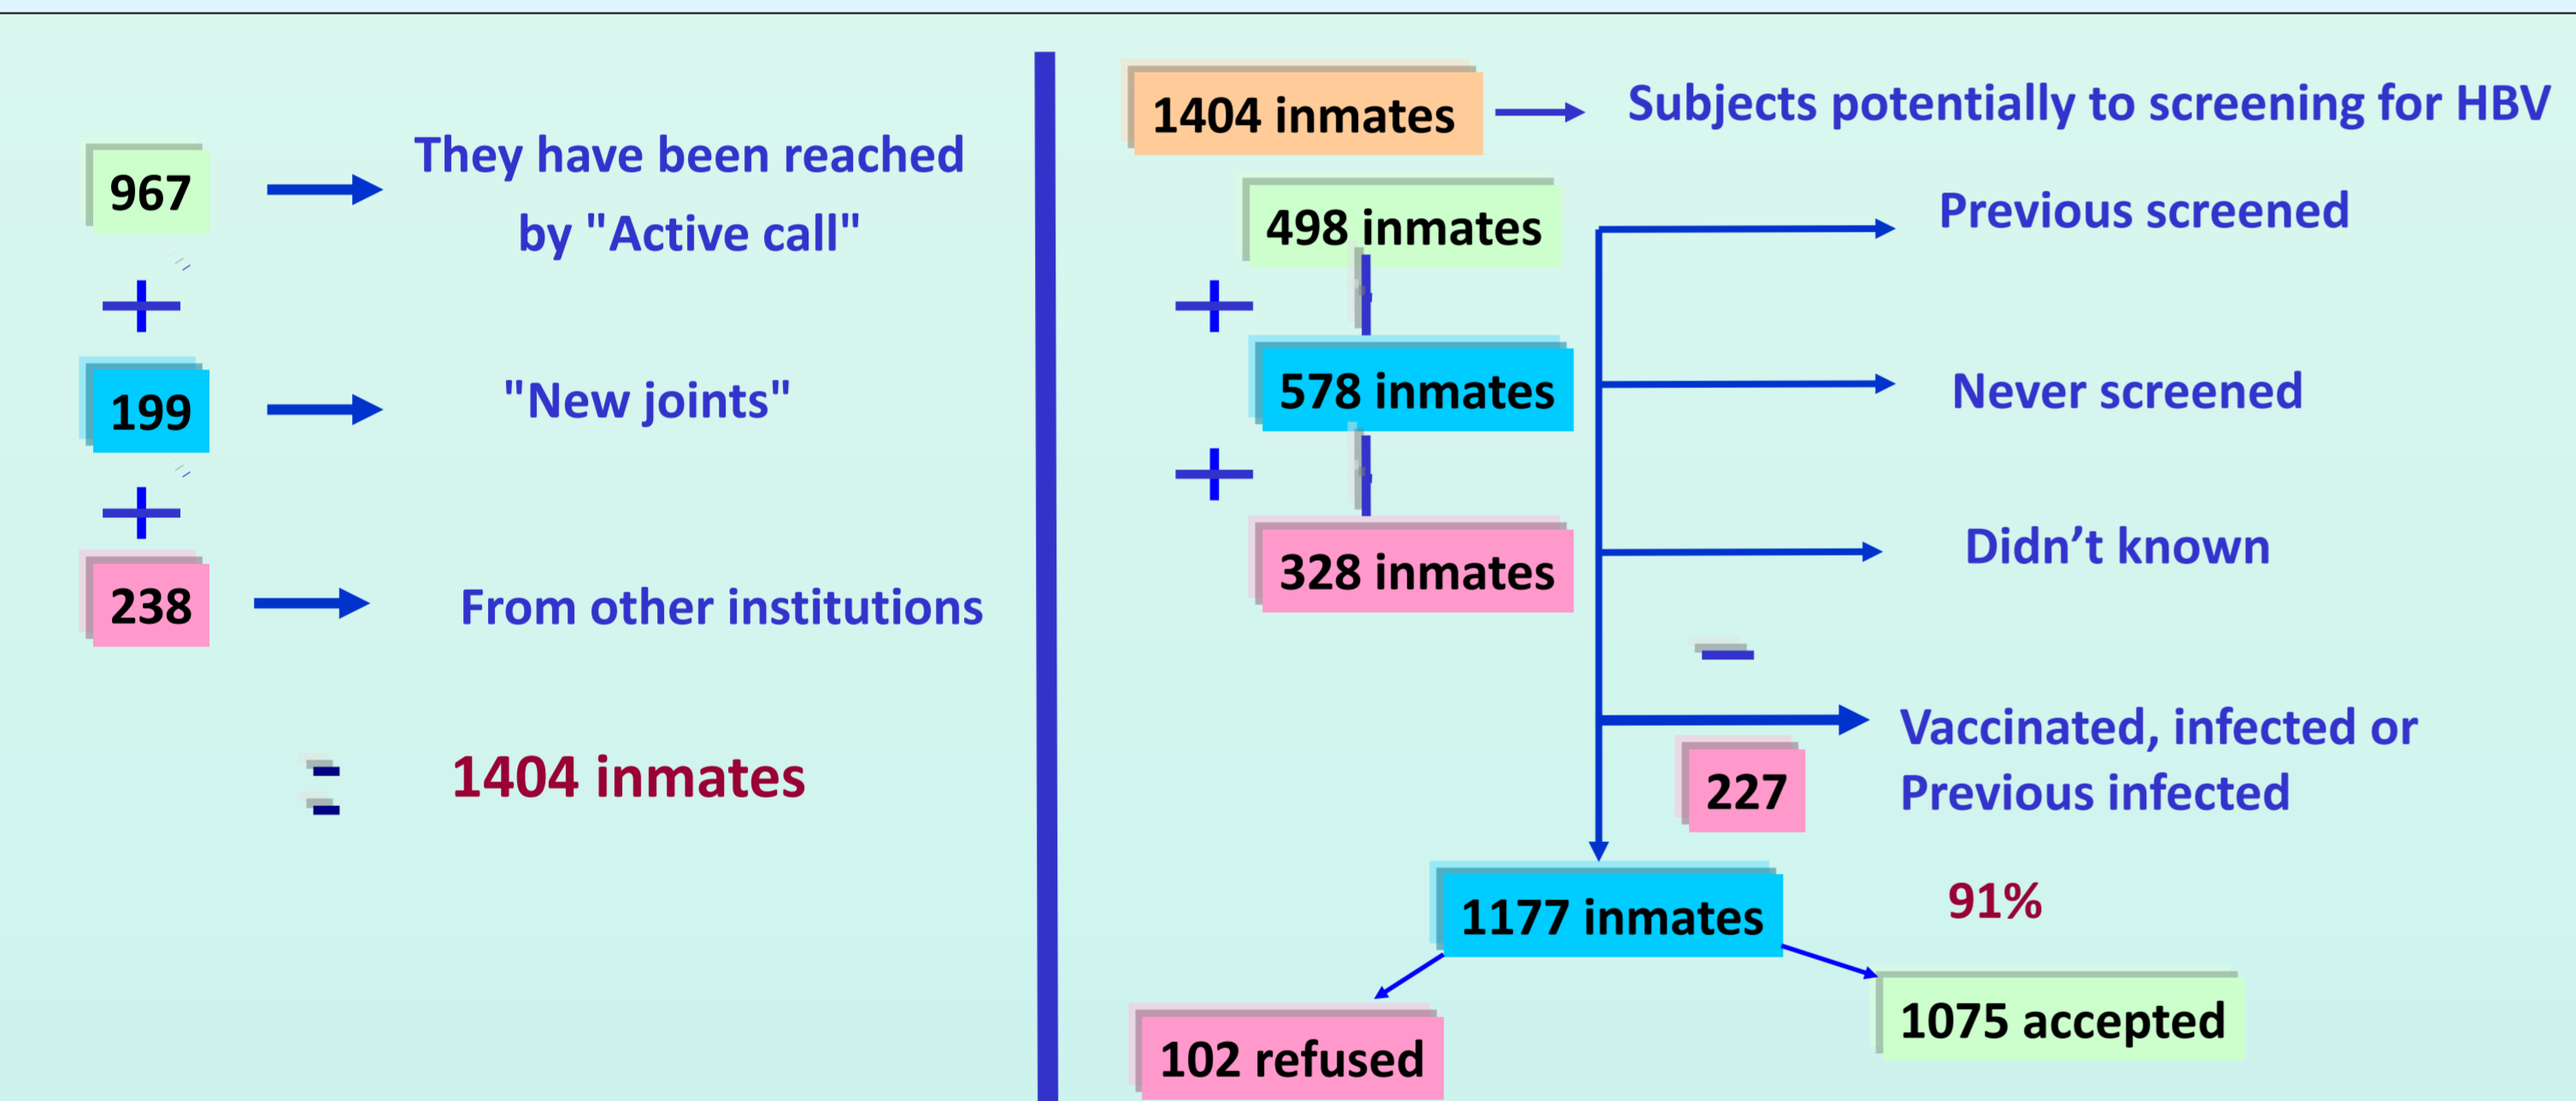 967
They have been reached
by "Active call"
+
199
"New joints"
+
238
From other institutions
=
1404 inmates
1404 inmates
Subjects potentially to screening for HBV
498 inmates
Previous screened
+
578 inmates
Never screened
+
328 inmates
Didn’t known
–
Vaccinated, infected or
227
Previous infected
1177 inmates
91%
1075 accepted
102 refused